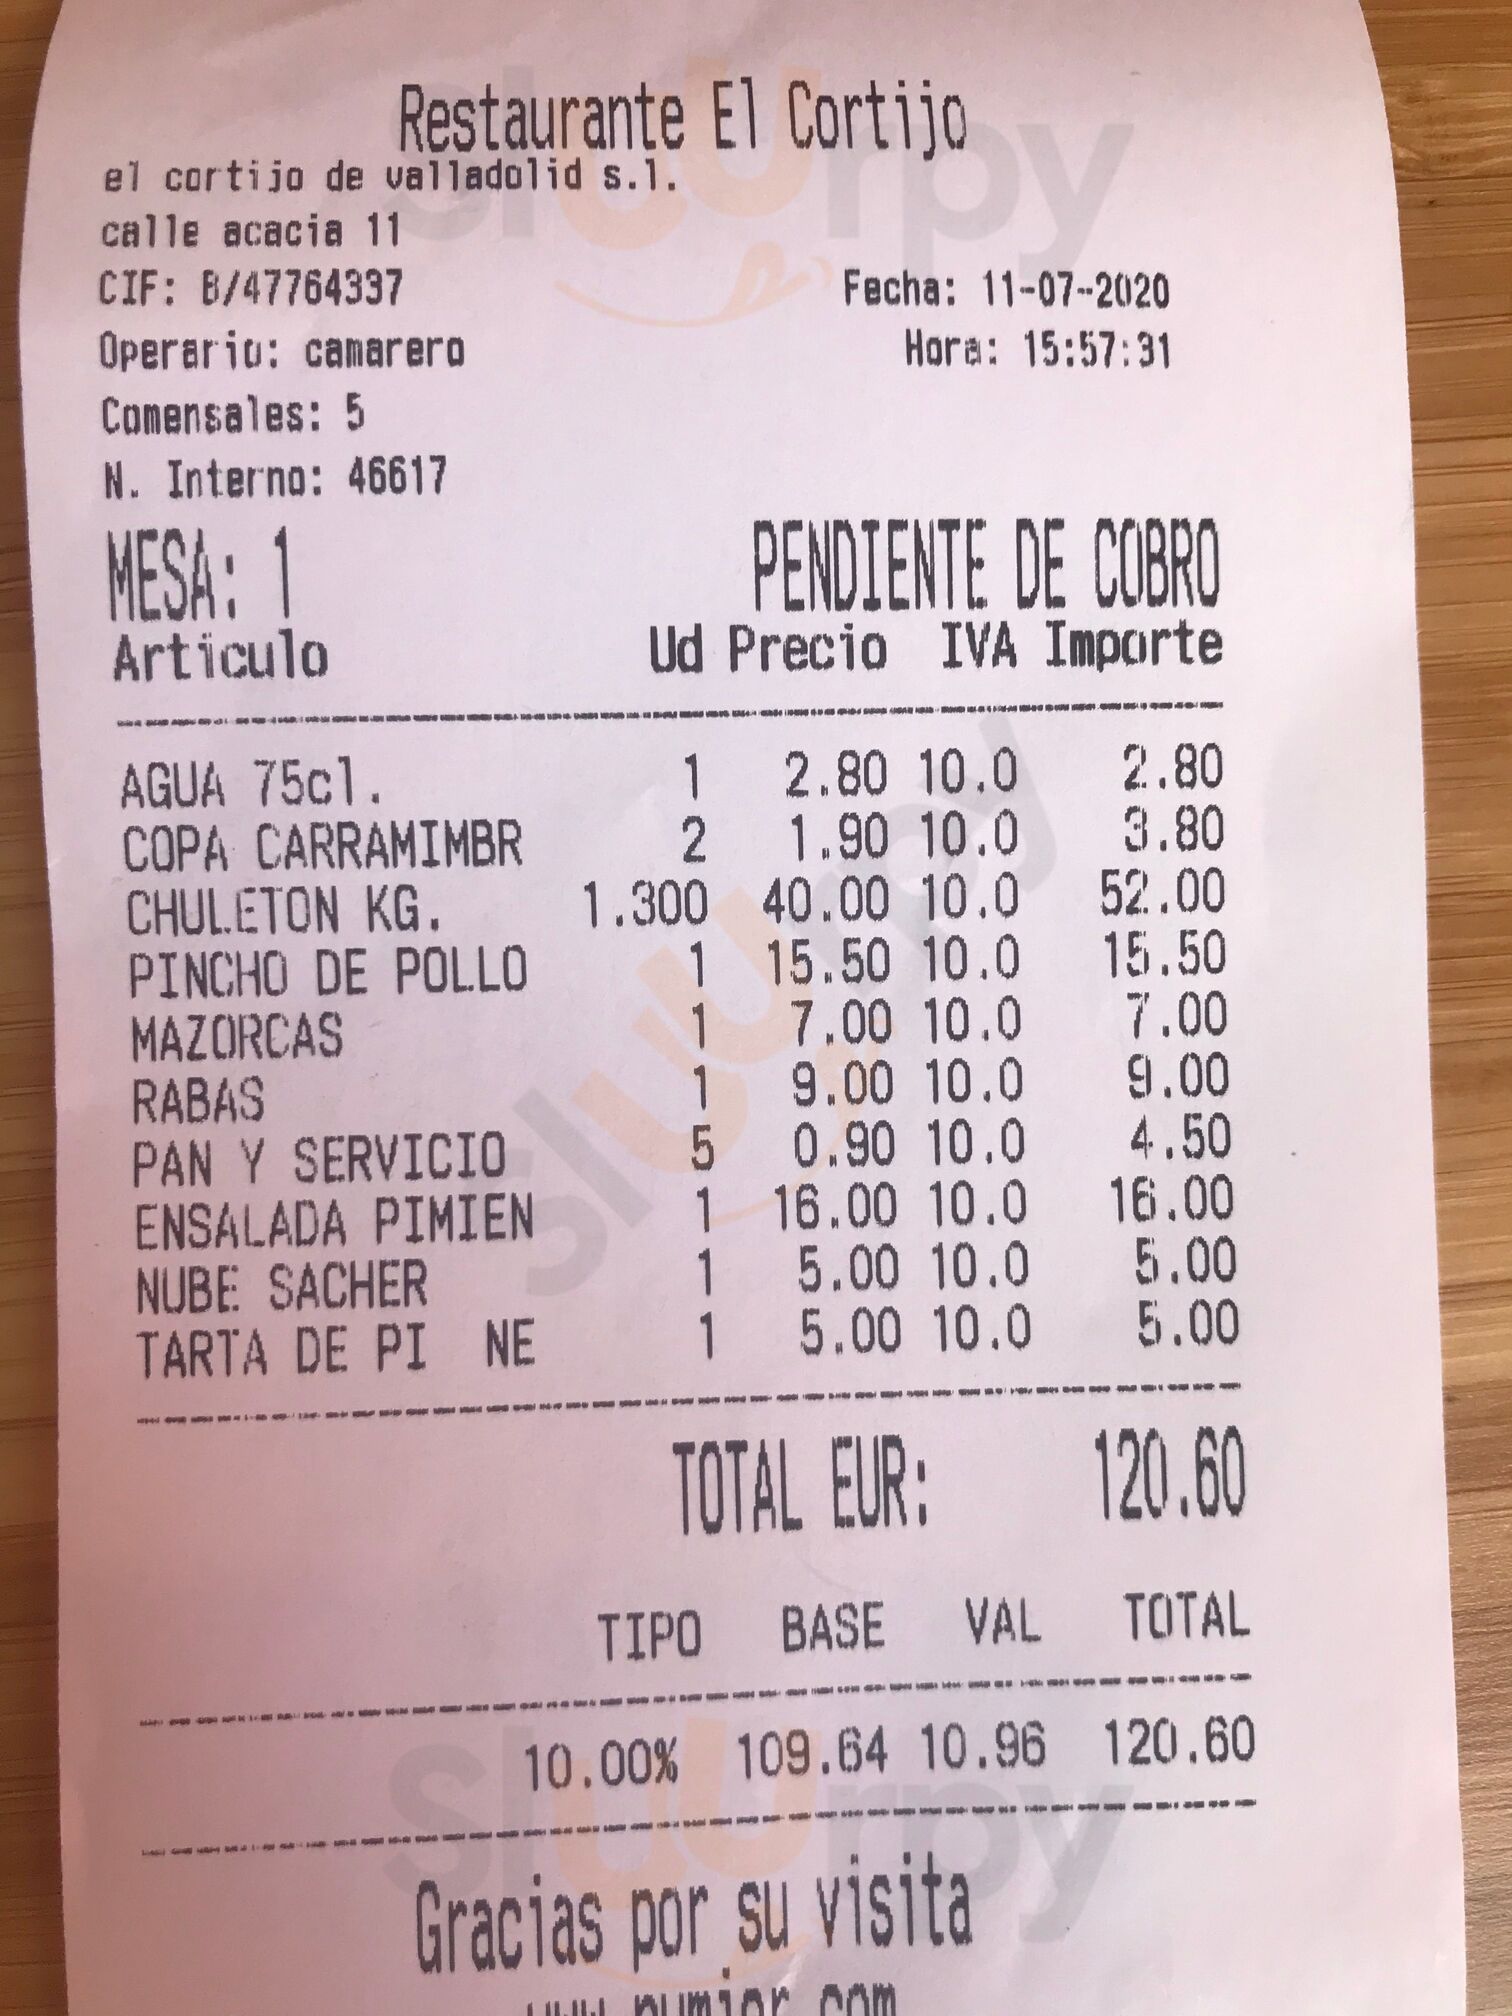 Restaurante El Cortijo
el cortijo de valladolid s.l.
calle acacia 11
CIF: B/47764337 Fecha: 11-07-2020
Operario: camarero Hora: 15:57:31
Comensales: 5
N. Interno: 46617
MESA: 1 PENDIENTE DE COBRO
Artículo Ud Precio IVA Importe
AGUA 75cl. 1 2.80 10.0 2.80
COPA CARRAMIMBR 2 1.90 10.0 3.80
CHULETON KG. 1.300 40.00 10.0 52.00
PINCHO DE POLLO 1 15.50 10.0 15.50
MAZORCAS 1 7.00 10.0 7.00
RABAS 1 9.00 10.0 9.00
PAN Y SERVICIO 5 0.90 10.0 4.50
ENSALADA PIMIEN 1 16.00 10.0 16.00
NUBE SACHER 1 5.00 10.0 5.00
TARTA DE PI NE 1 5.00 10.0 5.00
TOTAL EUR: 120.60
TIPO BASE VAL TOTAL
10.00% 109.64 10.96 120.60
Gracias por su visita
sluurpy
sluurpy
sluurpy